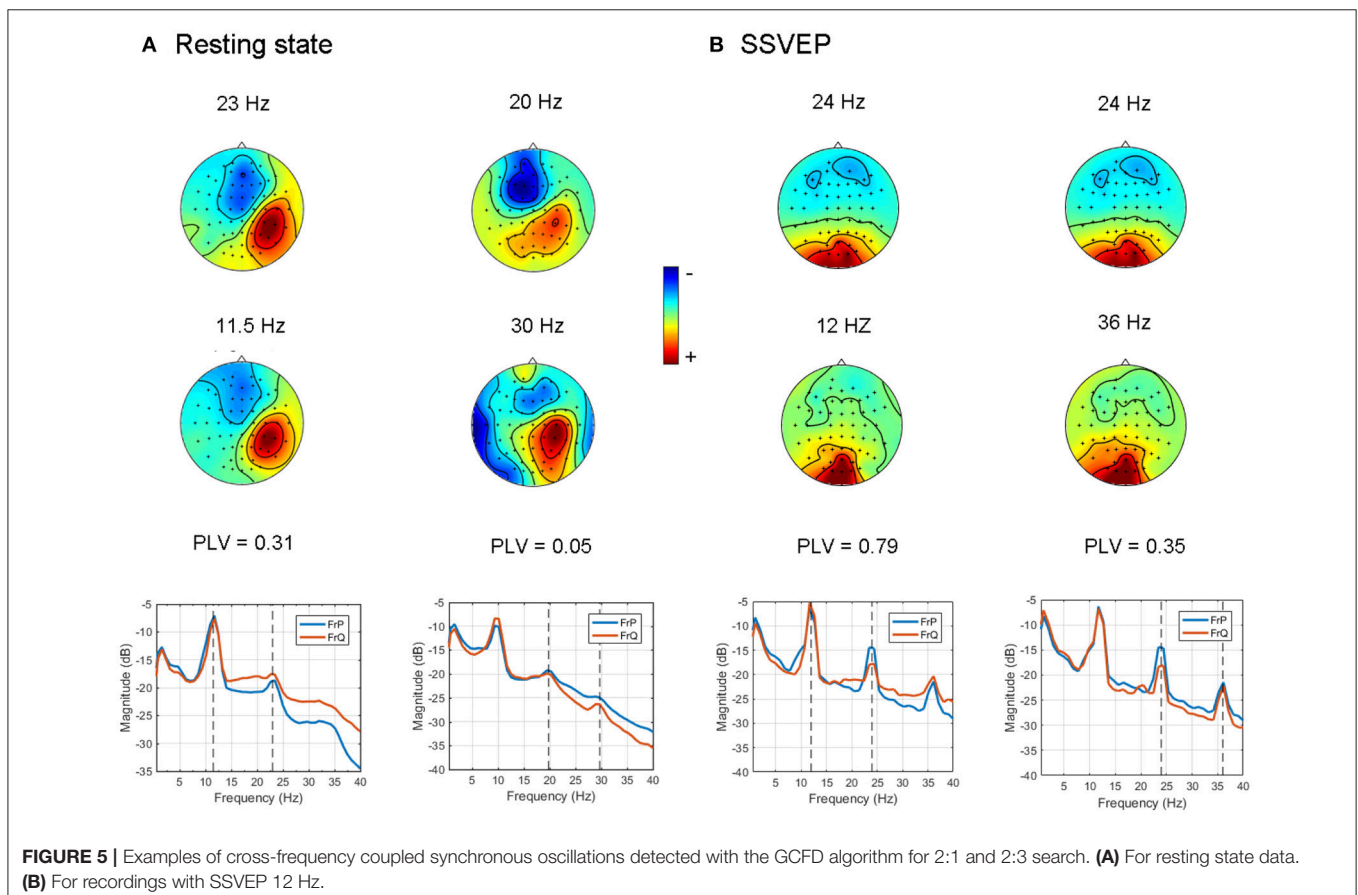 A Resting state
B SSVEP
23 Hz
20 Hz
24 Hz
24 Hz
-
+
11.5 Hz
30 Hz
12 HZ
36 Hz
PLV = 0.31
PLV = 0.05
PLV = 0.79
PLV = 0.35
Magnitude (dB)
-5
-10
-15
-20
-25
-30
-35
5 10 15 20 25 30 35 40
Frequency (Hz)
FrP
FrQ
Magnitude (dB)
-5
-10
-15
-20
-25
-30
-35
-40
5 10 15 20 25 30 35 40
Frequency (Hz)
FrP
FrQ
Magnitude (dB)
-5
-10
-15
-20
-25
-30
-35
-40
5 10 15 20 25 30 35 40
Frequency (Hz)
FrP
FrQ
Magnitude (dB)
-5
-10
-15
-20
-25
-30
-35
-40
5 10 15 20 25 30 35 40
Frequency (Hz)
FrP
FrQ
FIGURE 5 | Examples of cross-frequency coupled synchronous oscillations detected with the GCFD algorithm for 2:1 and 2:3 search. (A) For resting state data.
(B) For recordings with SSVEP 12 Hz.